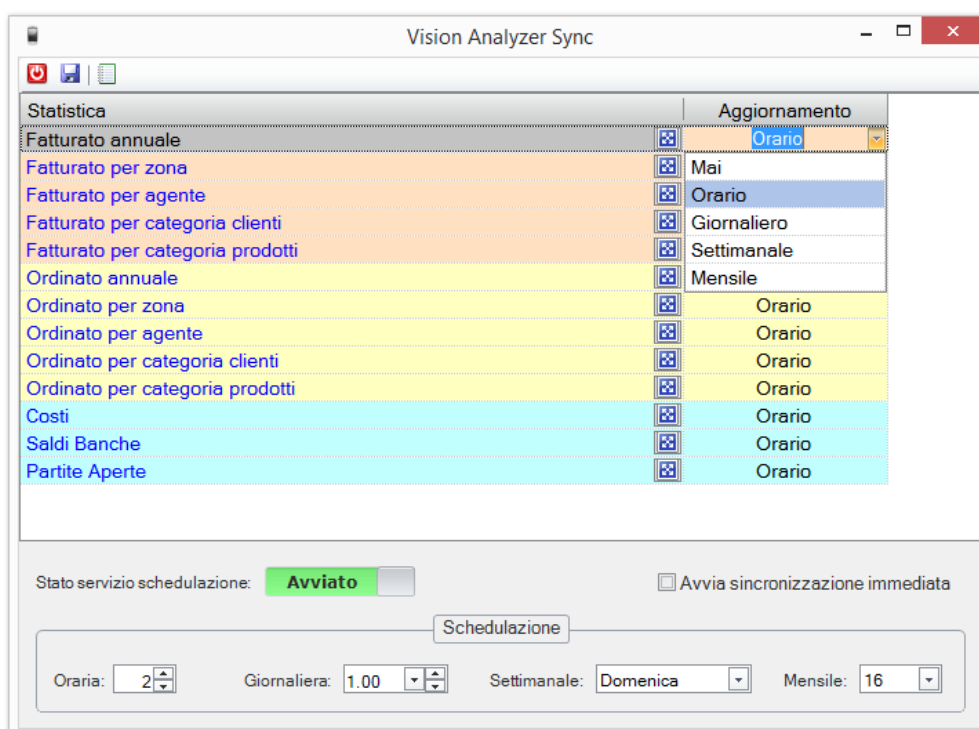 Vision Analyzer Sync
Statistica Aggiornamento
Fatturato annuale Orario
Fatturato per zona Mai
Fatturato per agente Orario
Fatturato per categoria clienti Giornaliero
Fatturato per categoria prodotti Settimanale
Ordinato annuale Mensile
Ordinato per zona Orario
Ordinato per agente Orario
Ordinato per categoria clienti Orario
Ordinato per categoria prodotti Orario
Costi Orario
Saldi Banche Orario
Partite Aperte Orario
Stato servizio schedulazione: Avviato Avvia sincronizzazione immediata
Schedulazione
Oraria: 2 Giornaliera: 1.00 Settimanale: Domenica Mensile: 16